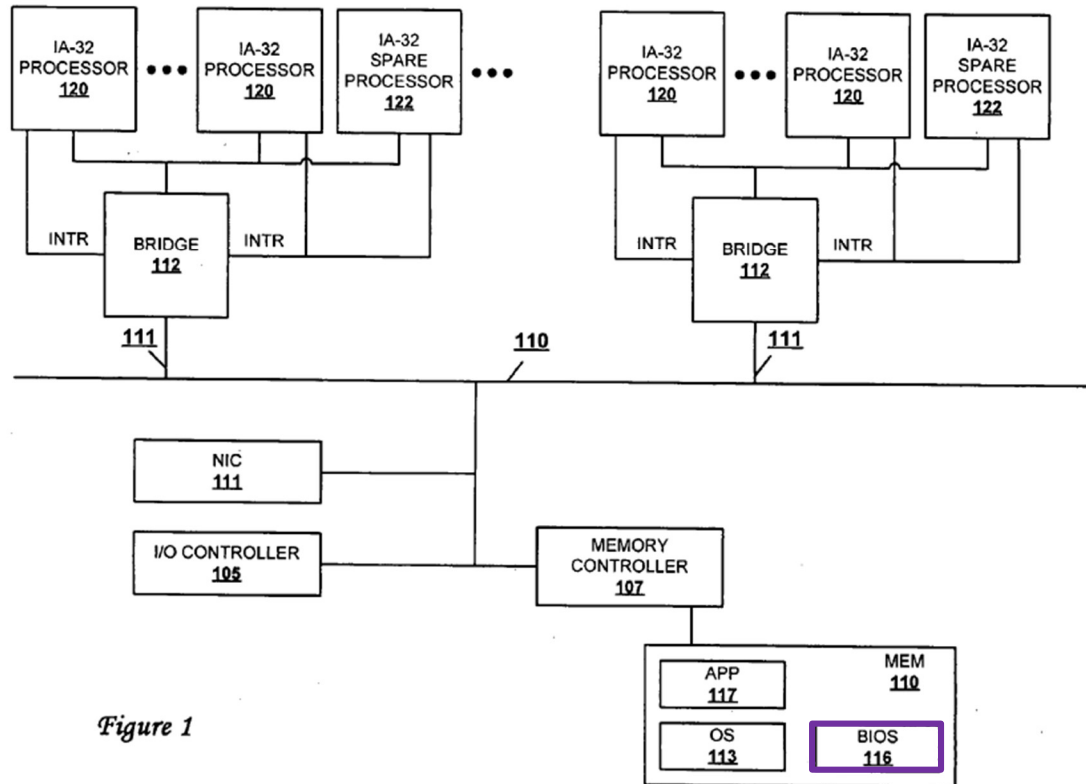 IA-32
PROCESSOR
120
IA-32
PROCESSOR
120
IA-32
SPARE
PROCESSOR
122
IA-32
PROCESSOR
120
IA-32
PROCESSOR
120
IA-32
SPARE
PROCESSOR
122
INTR
BRIDGE
112
INTR
INTR
BRIDGE
112
INTR
111
110
111
NIC
111
I/O CONTROLLER
105
MEMORY
CONTROLLER
107
MEM
110
APP
117
OS
113
BIOS
116
Figure 1